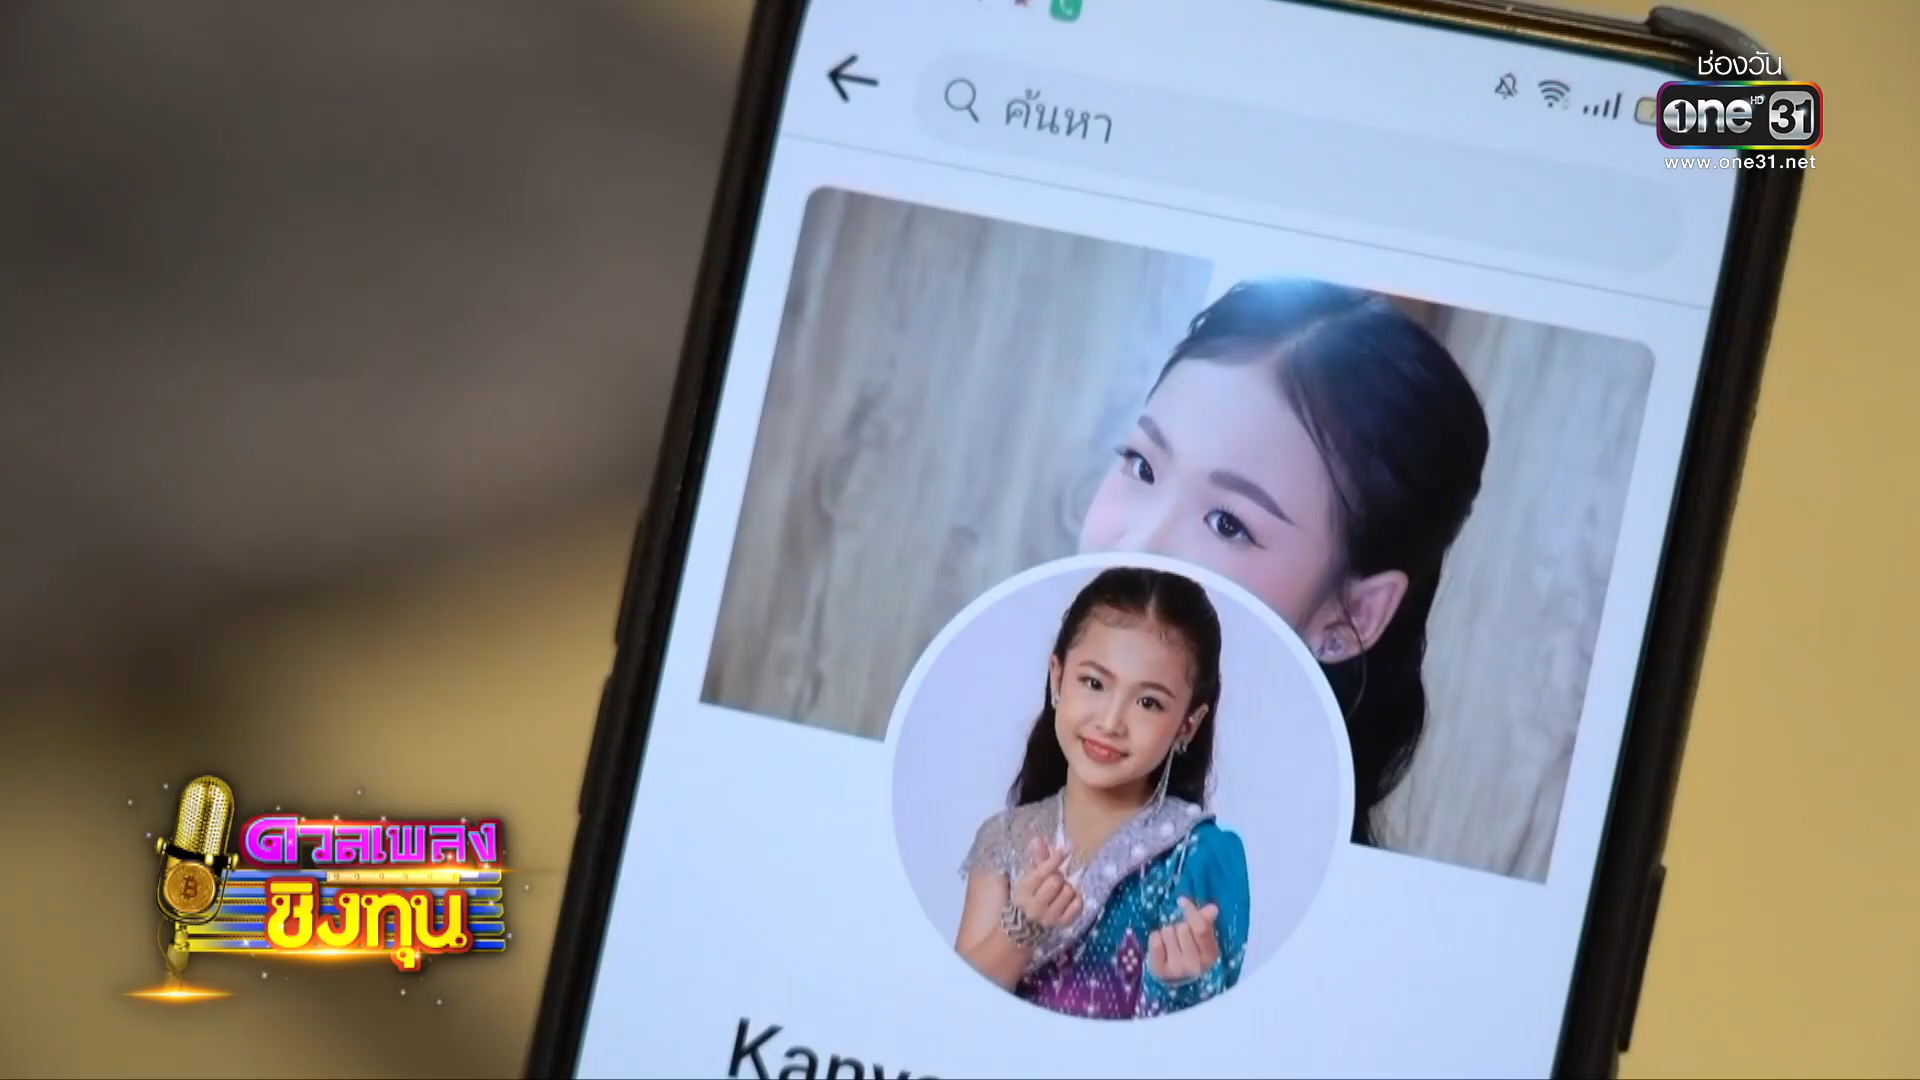 ค้นหา
ช่องวัน
one HD 31
www.one31.net
ดวลเพลง
ชิงทุน